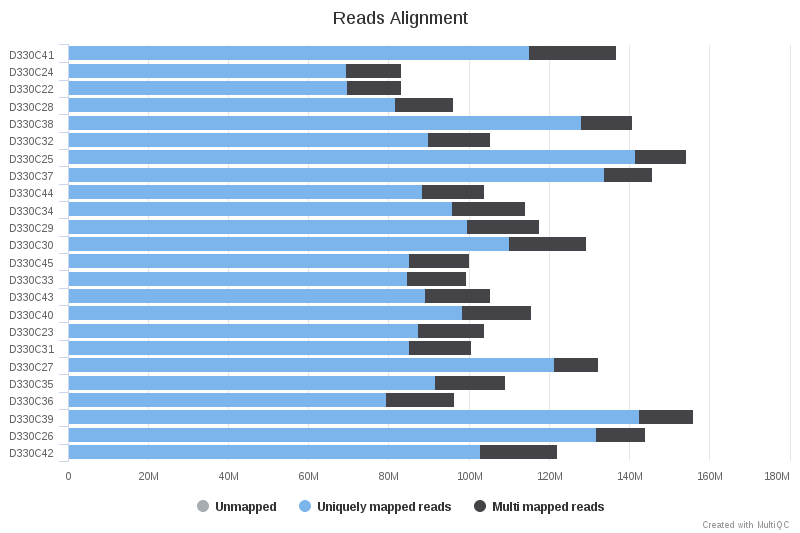 Reads Alignment
D330C41
D330C24
D330C22
D330C28
D330C38
D330C32
D330C25
D330C37
D330C44
D330C34
D330C29
D330C30
D330C45
D330C33
D330C43
D330C40
D330C23
D330C31
D330C27
D330C35
D330C36
D330C39
D330C26
D330C42
0 20M 40M 60M 80M 100M 120M 140M 160M 180M
Unmapped Uniquely mapped reads Multi mapped reads
Created with MultiQC